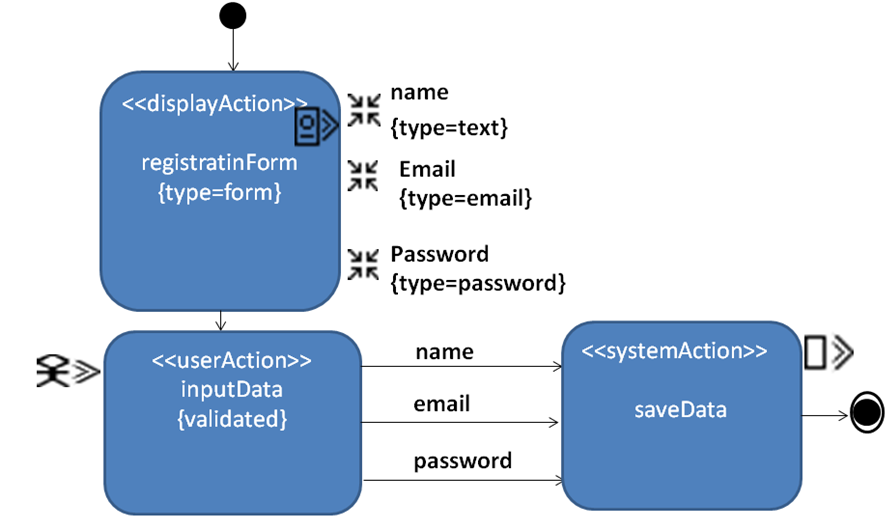 <<displayAction>>
registratinForm
{type=form}
name
{type=text}
Email
{type=email}
Password
{type=password}
<<userAction>>
inputData
{validated}
name
email
password
<<systemAction>>
saveData